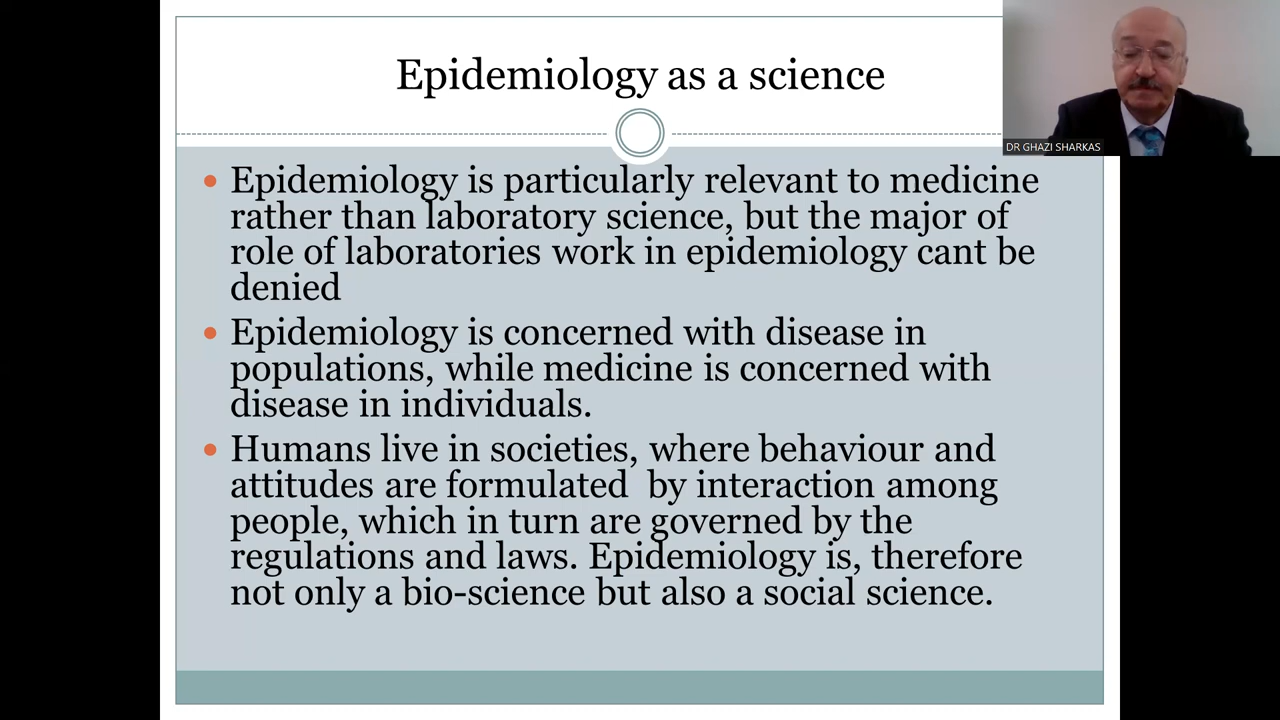 Epidemiology as a science
DR GHAZI SHARKAS
Epidemiology is particularly relevant to medicine
rather than laboratory science, but the major of
role of laboratories work in epidemiology cant be
denied
Epidemiology is concerned with disease in
populations, while medicine is concerned with
disease in individuals.
Humans live in societies, where behaviour and
attitudes are formulated  by interaction among
people, which in turn are governed by the
regulations and laws. Epidemiology is, therefore
not only a bio-science but also a social science.